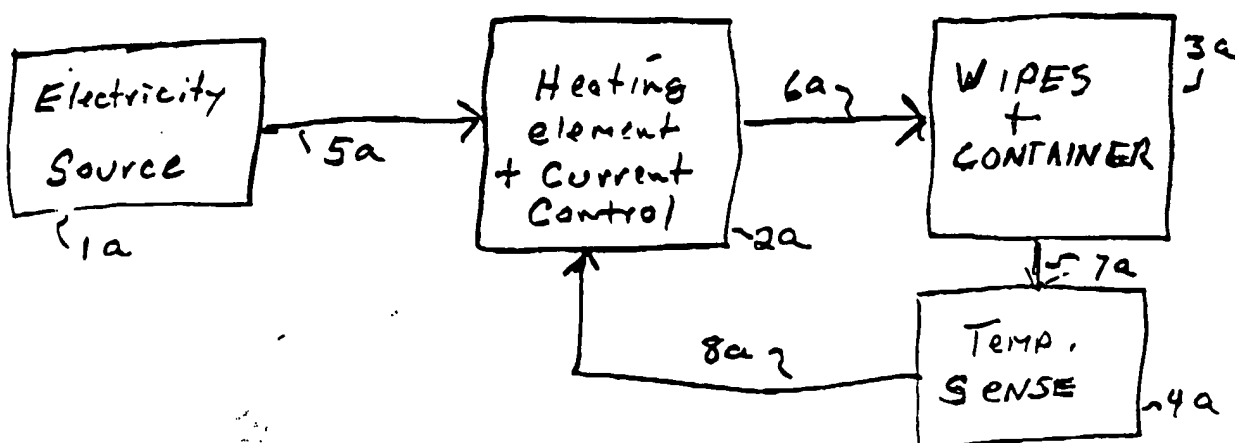 Electricity
Source
1a
5a
Heating
element
+ Current
Control
2a
6a
WIPES
+
CONTAINER
3a
7a
Temp.
SENSE
4a
8a